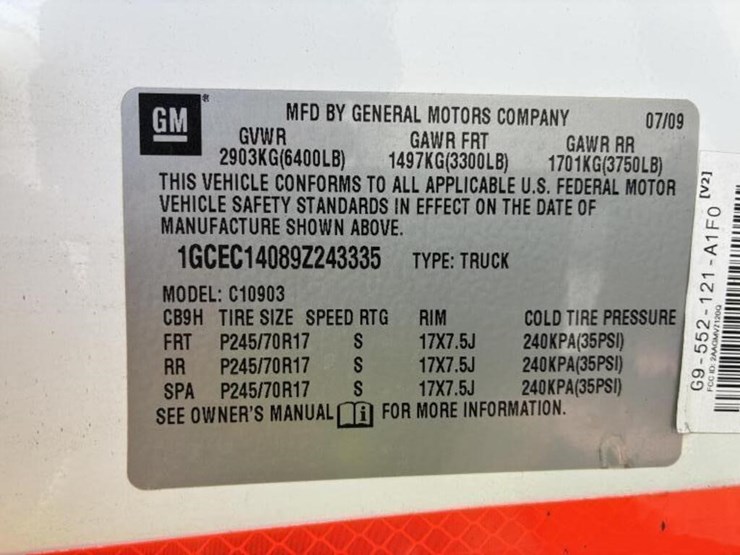 GM
MFD BY GENERAL MOTORS COMPANY 07/09
GVWR GAWR FRT GAWR RR
2903KG(6400LB) 1497KG(3300LB) 1701KG(3750LB)
THIS VEHICLE CONFORMS TO ALL APPLICABLE U.S. FEDERAL MOTOR
VEHICLE SAFETY STANDARDS IN EFFECT ON THE DATE OF
MANUFACTURE SHOWN ABOVE.
1GCEC14089Z243335 TYPE: TRUCK
MODEL: C10903
CB9H TIRE SIZE SPEED RTG RIM COLD TIRE PRESSURE
FRT P245/70R17 S 17X7.5J 240KPA(35PSI)
RR P245/70R17 S 17X7.5J 240KPA(35PSI)
SPA P245/70R17 S 17X7.5J 240KPA(35PSI)
SEE OWNER'S MANUAL i FOR MORE INFORMATION.
G9-552-121-A1F0 [V2]
FCC ID: